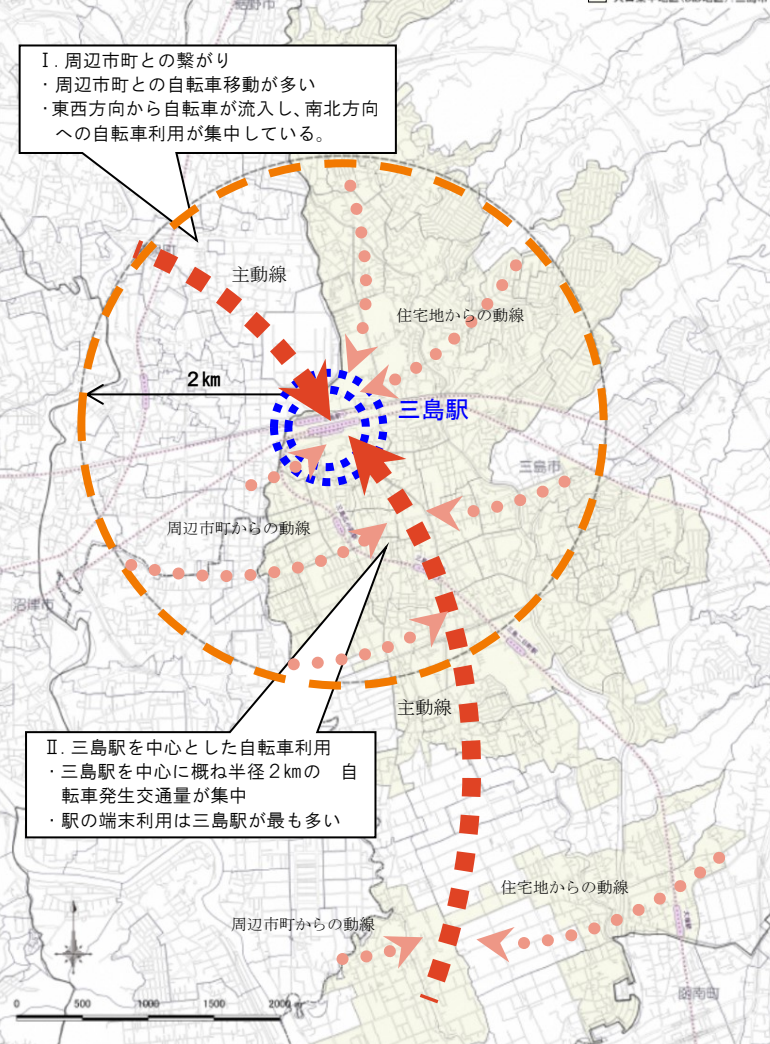 Ⅰ. 周辺市町との繋がり
・周辺市町との自転車移動が多い
・東西方向から自転車が流入し、南北方向
への自転車利用が集中している。
主動線
住宅地からの動線
2㎞
三島駅
三島市
周辺市町からの動線
沼津市
主動線
Ⅱ. 三島駅を中心とした自転車利用
・三島駅を中心に概ね半径２㎞の　自
転車発生交通量が集中
・駅の端末利用は三島駅が最も多い
住宅地からの動線
周辺市町からの動線
函南町
0 500 1000 1500 2000